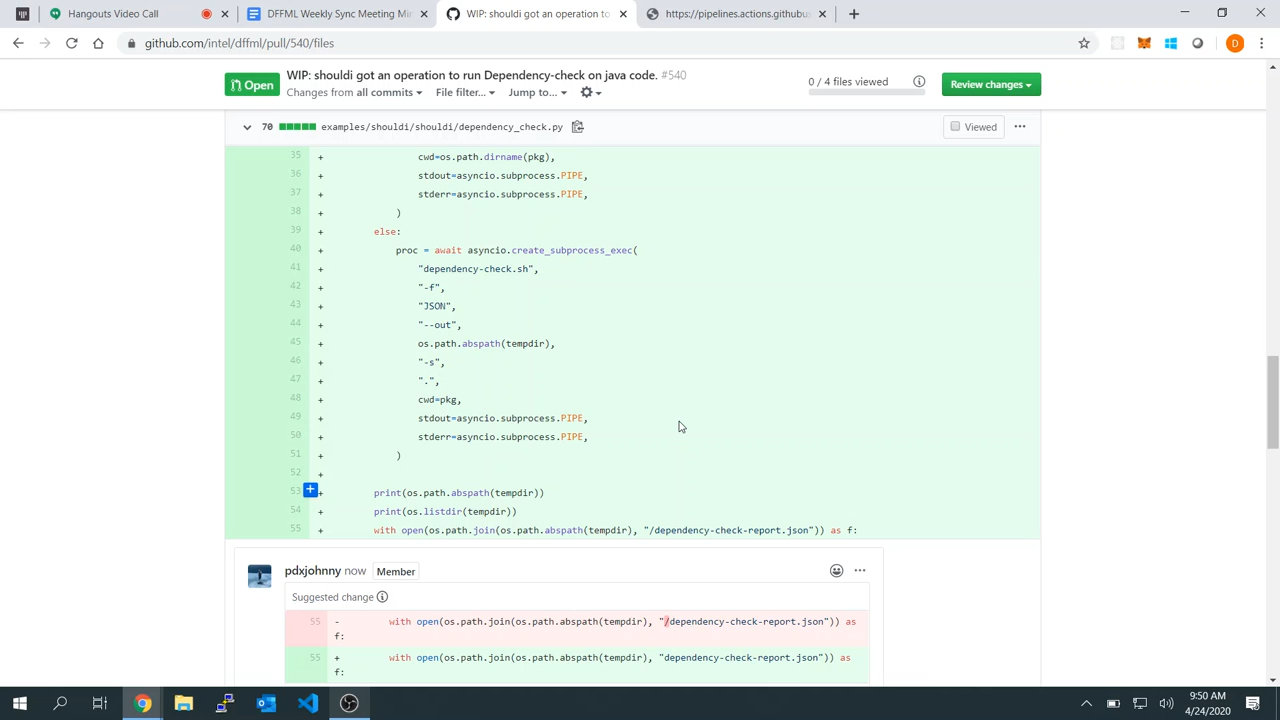 Hangouts Video Call
DFFML Weekly Sync Meeting Min
WIP: shouldi got an operation to
https://pipelines.actions.githubus
github.com/intel/dffml/pull/540/files
D
Open
WIP: shouldi got an operation to run Dependency-check on java code. #540
Changes from all commits
File filter...
Jump to...
0 / 4 files viewed
Review changes
70
examples/shouldi/shouldi/dependency_check.py
Viewed
35 + cwd=os.path.dirname(pkg),
36 + stdout=asyncio.subprocess.PIPE,
37 + stderr=asyncio.subprocess.PIPE,
38 + )
39 + else:
40 + proc = await asyncio.create_subprocess_exec(
41 + "dependency-check.sh",
42 + "-f",
43 + "JSON",
44 + "--out",
45 + os.path.abspath(tempdir),
46 + "-s",
47 + ".",
48 + cwd=pkg,
49 + stdout=asyncio.subprocess.PIPE,
50 + stderr=asyncio.subprocess.PIPE,
51 + )
52 +
53 + print(os.path.abspath(tempdir))
54 + print(os.listdir(tempdir))
55 + with open(os.path.join(os.path.abspath(tempdir), "/dependency-check-report.json")) as f:
pdxjohnny now Member
Suggested change
55 - with open(os.path.join(os.path.abspath(tempdir), "/dependency-check-report.json")) as
f:
55 + with open(os.path.join(os.path.abspath(tempdir), "dependency-check-report.json")) as
f:
9:50 AM
4/24/2020